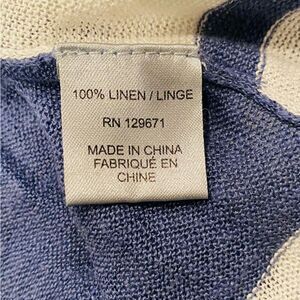 100% LINEN / LINGE
RN 129671
MADE IN CHINA
FABRIQUÉ EN
CHINE